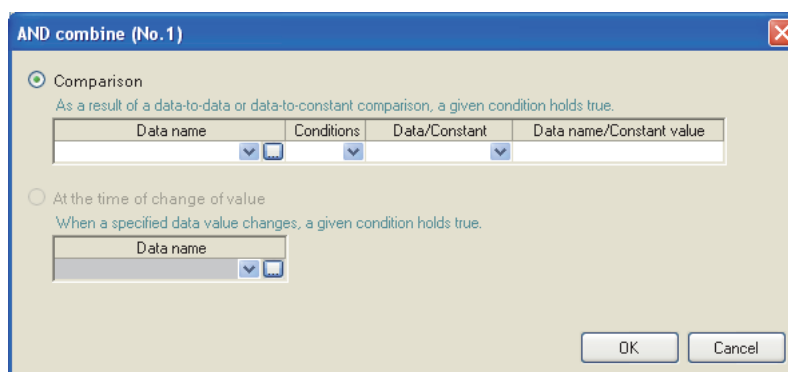 AND combine (No.1)
Comparison
As a result of a data-to-data or data-to-constant comparison, a given condition holds true.
Data name Conditions Data/Constant Data name/Constant value
At the time of change of value
When a specified data value changes, a given condition holds true.
Data name
OK Cancel